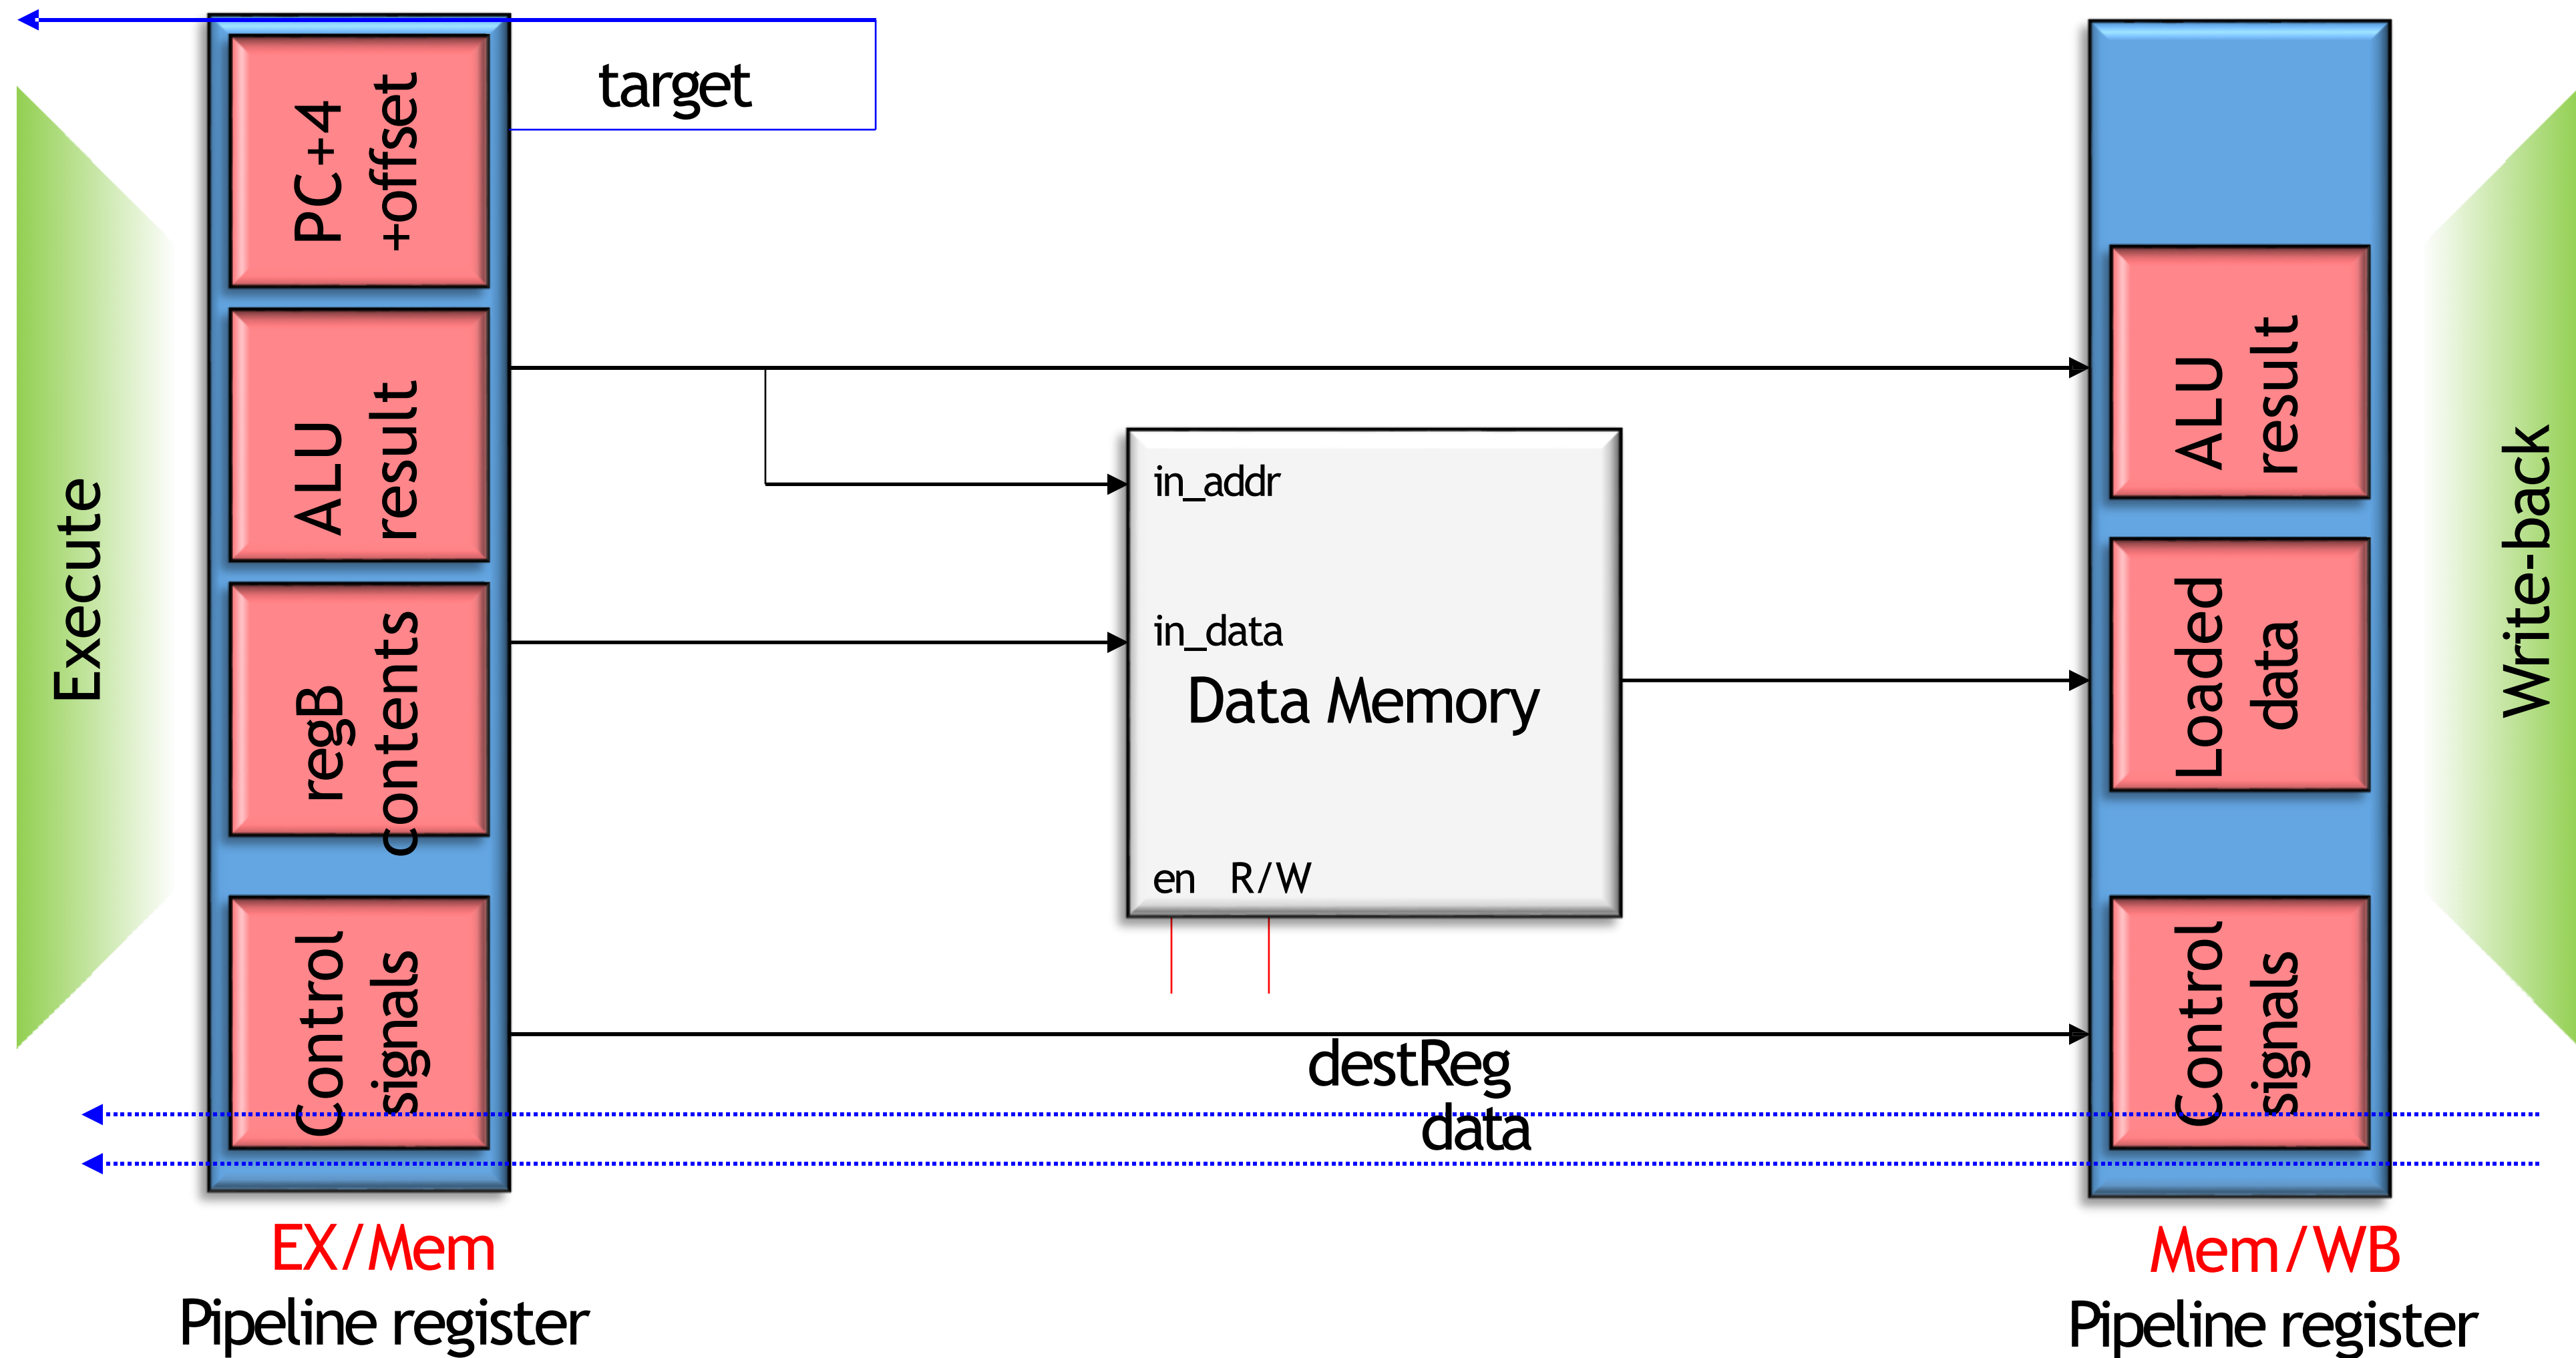 target
PC+4
+offset
ALU
result
regB
contents
Control
signals
Execute
in_addr
in_data
Data Memory
en R/W
destReg
data
ALU
result
Loaded
data
Control
signals
Write-back
EX/Mem
Pipeline register
Mem/WB
Pipeline register